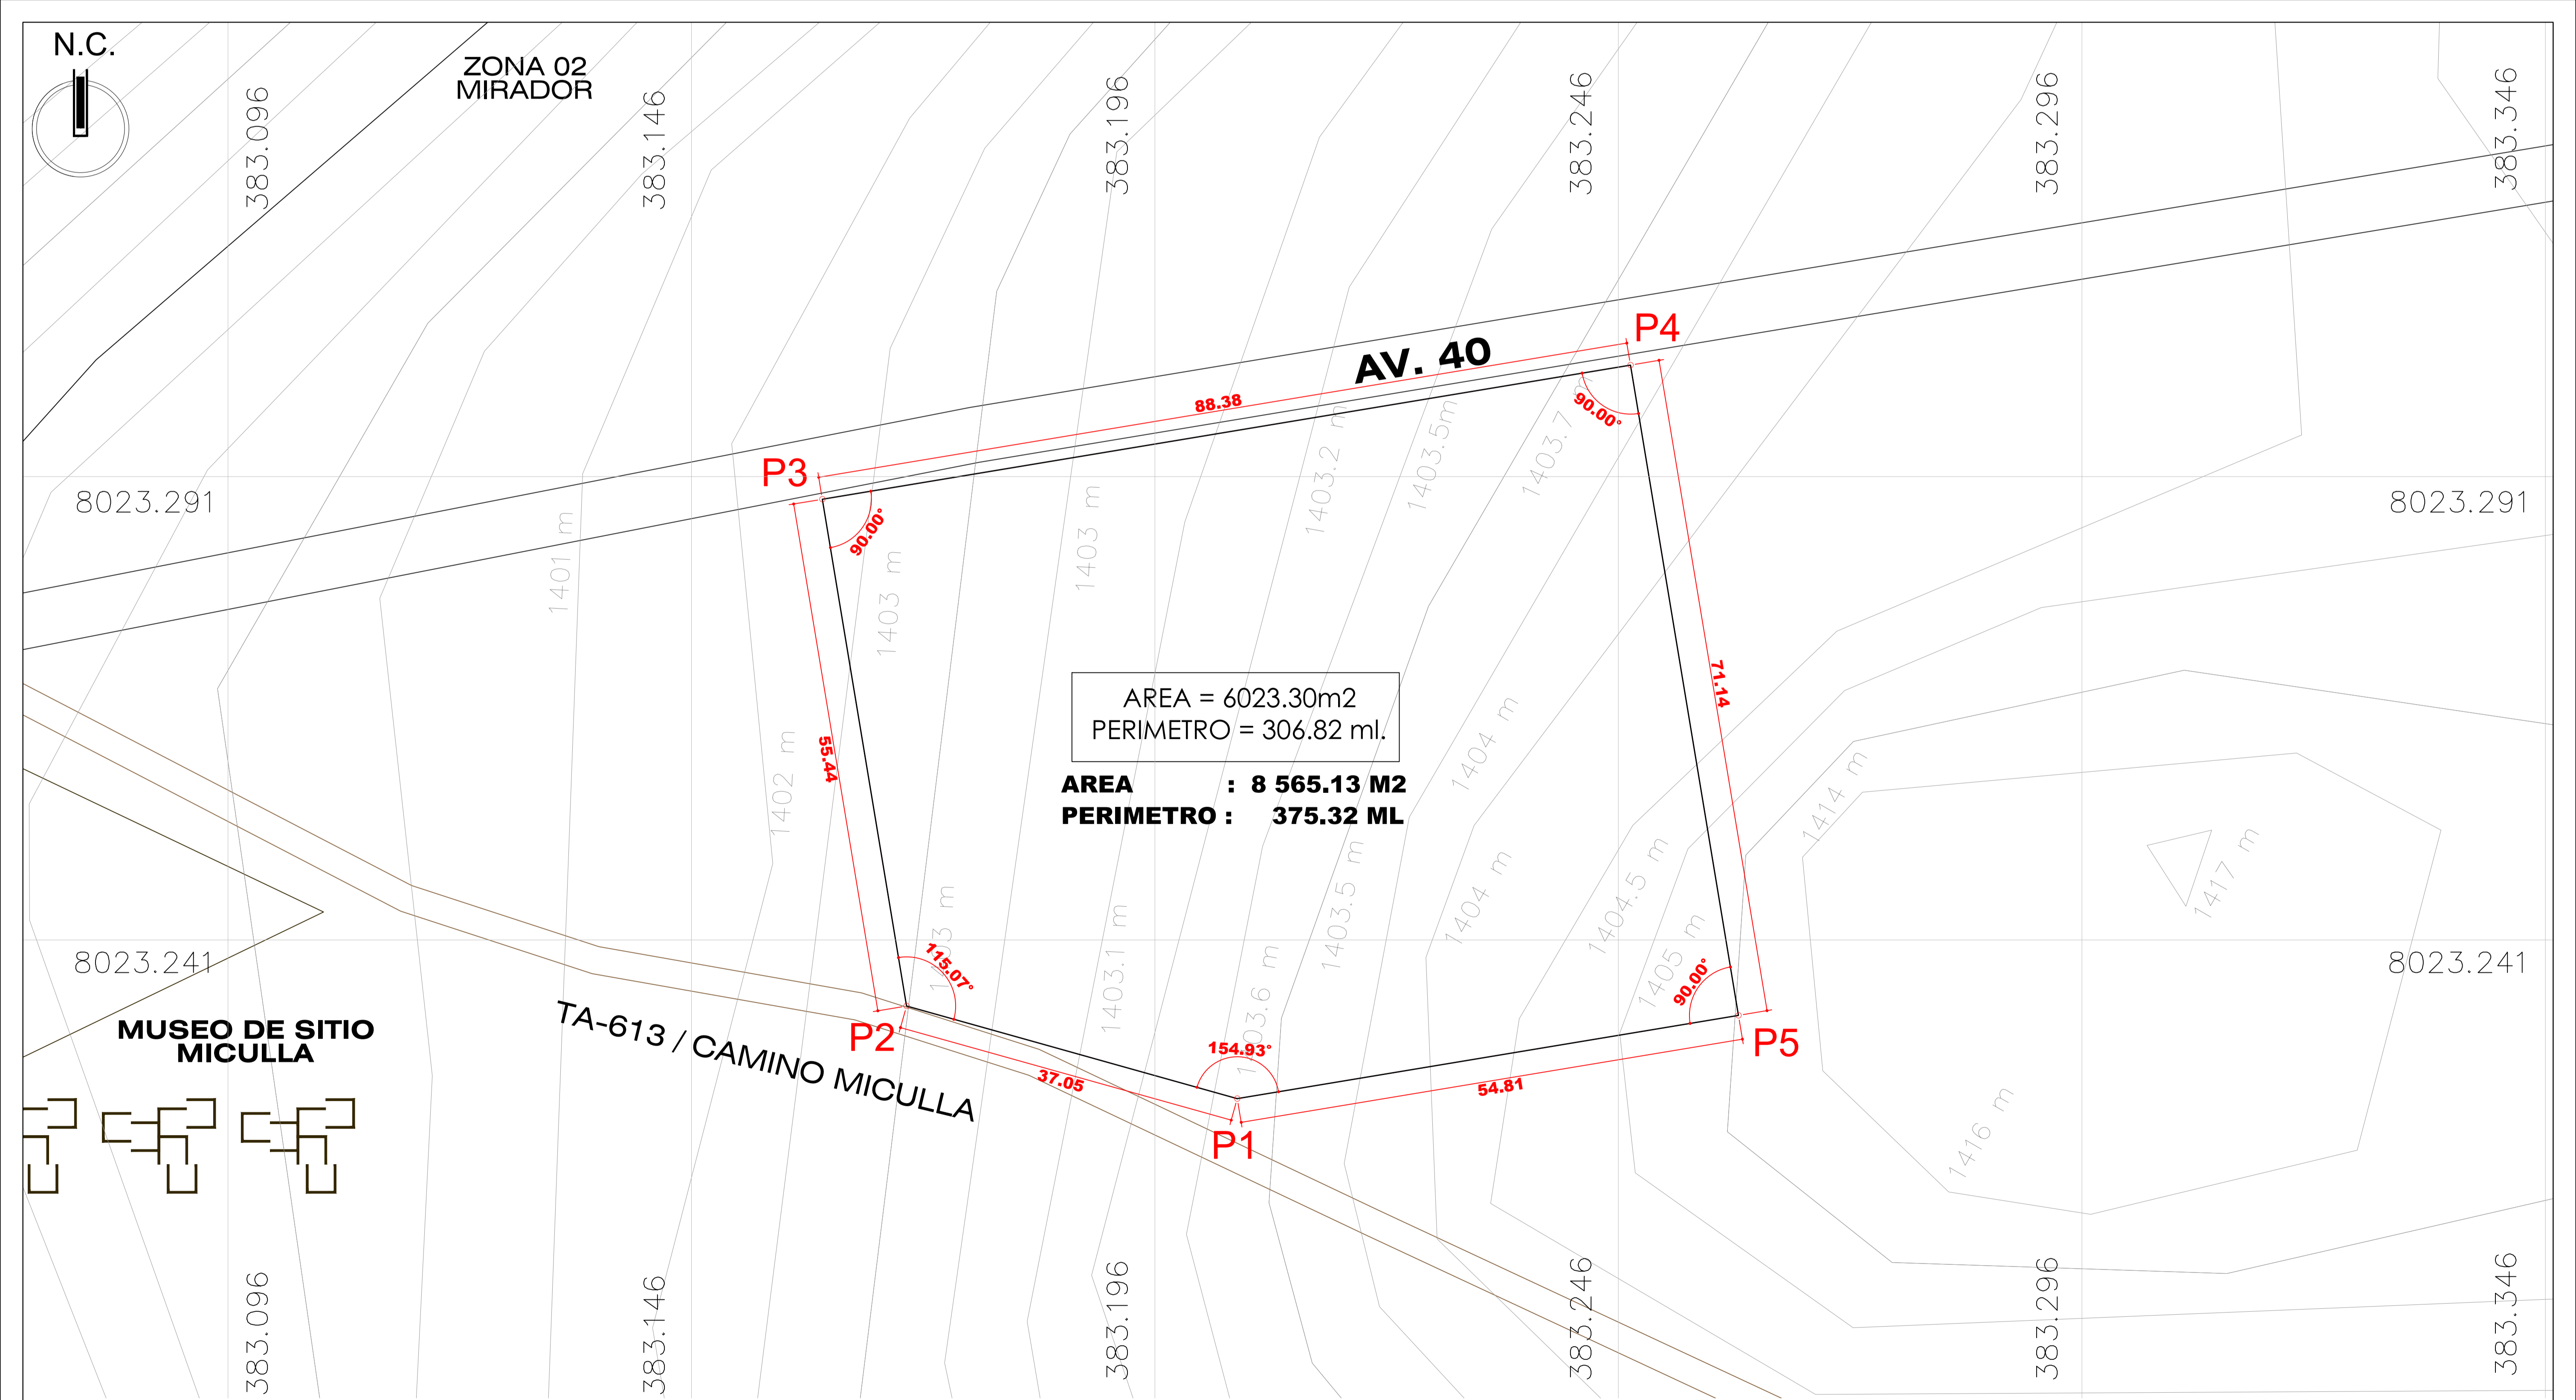 N.C.
ZONA 02
MIRADOR
383.096
383.146
383.196
383.246
383.296
383.346
P4
AV. 40
88.38
90.00°
P3
90.00°
8023.291
8023.291
1401 m
1403 m
1403 m
1403.2 m
1403.5m
1403.7 m
71.14
AREA = 6023.30m2
PERIMETRO = 306.82 ml.
AREA : 8 565.13 M2
PERIMETRO : 375.32 ML
55.44
1402 m
1404 m
1414 m
1417 m
1403 m
1403.1 m
1403.5 m
1404 m
1404.5 m
1405 m
8023.241
8023.241
115.07°
90.00°
MUSEO DE SITIO
MICULLA
TA-613 / CAMINO MICULLA
P2
P5
154.93°
1403.6 m
37.05
54.81
P1
1416 m
383.096
383.146
383.196
383.246
383.296
383.346